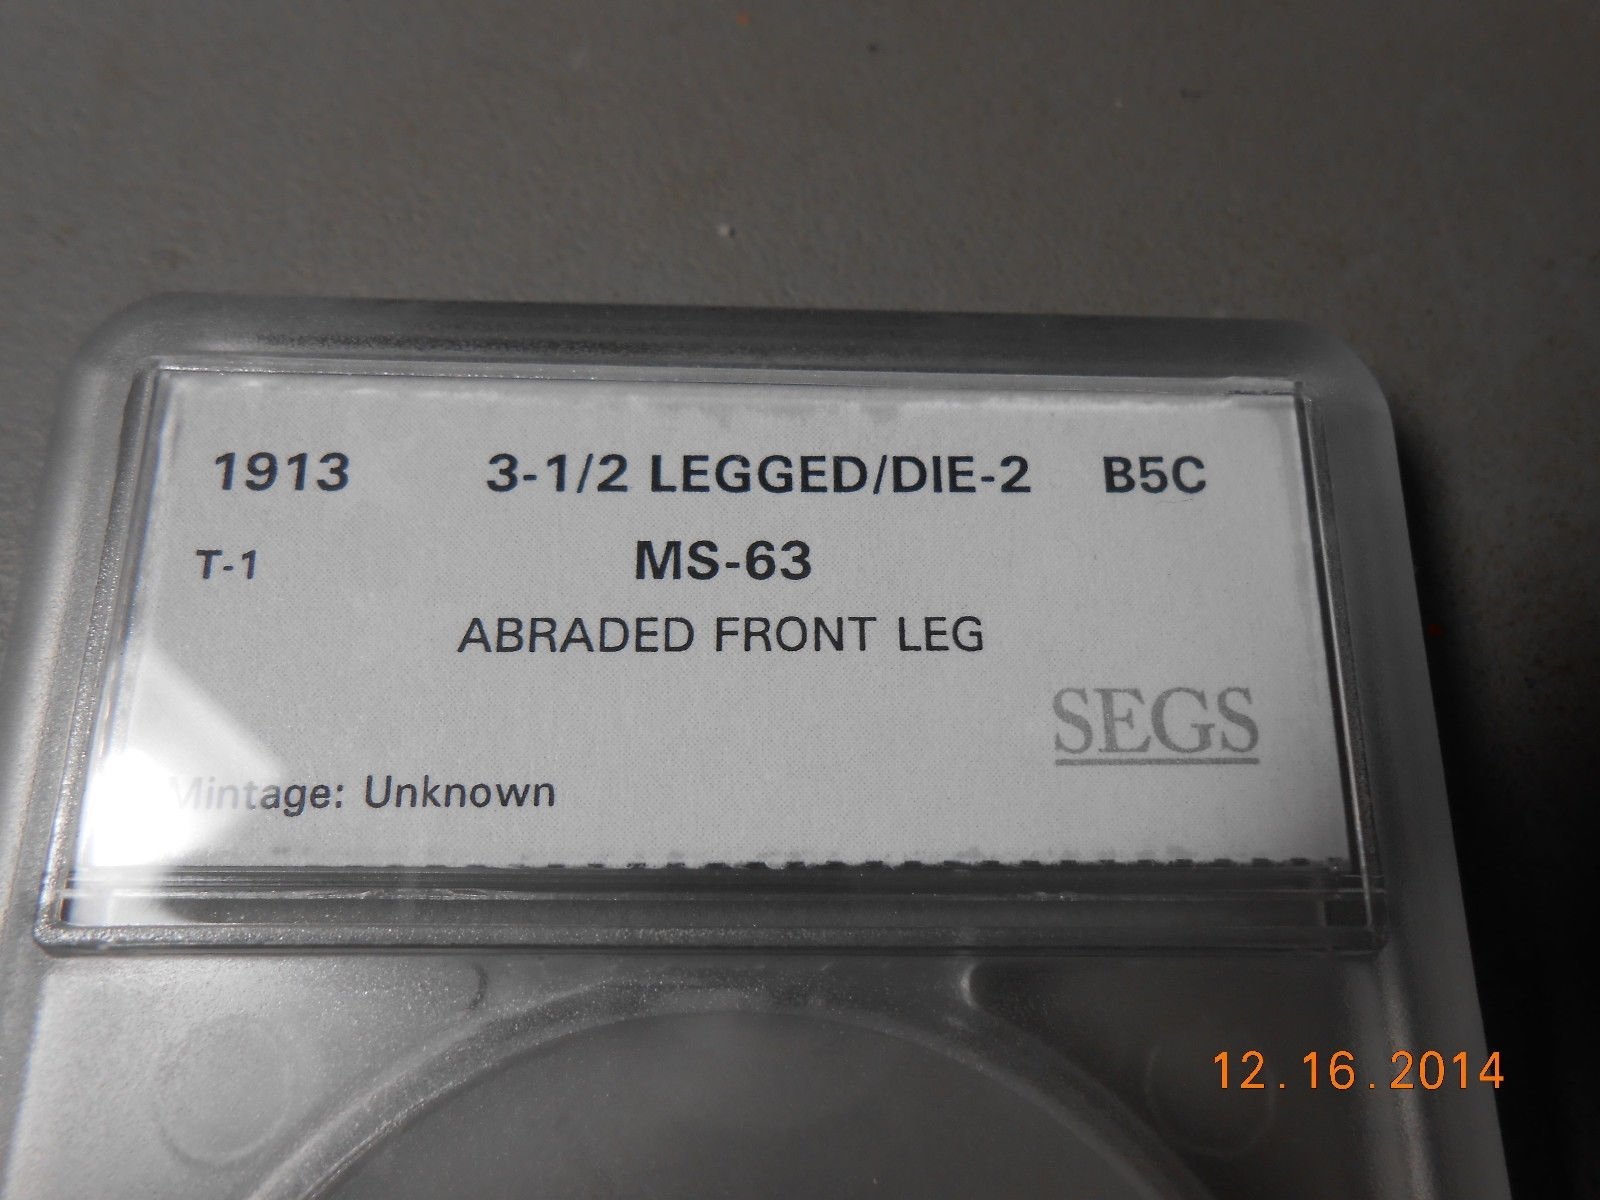 1913 3-1/2 LEGGED/DIE-2 B5C
T-1 MS-63
ABRADED FRONT LEG
SEGS
Mintage: Unknown
12.16.2014